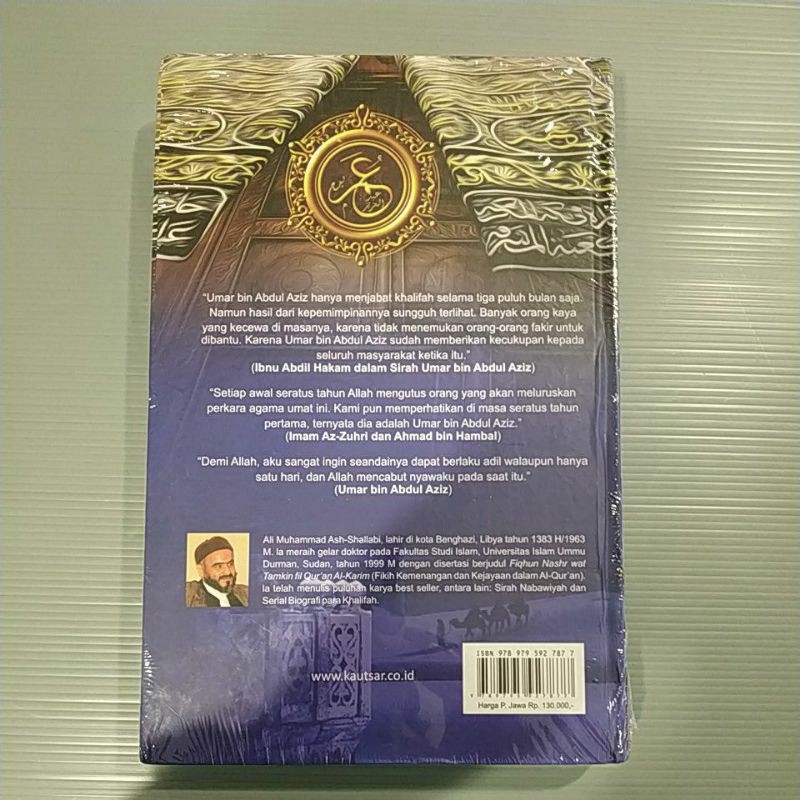 عمر
بن
عبد
العزيز
"Umar bin Abdul Aziz hanya menjabat khalifah selama tiga puluh bulan saja.
Namun hasil dari kepemimpinannya sungguh terlihat. Banyak orang kaya
yang kecewa di masanya, karena tidak menemukan orang-orang fakir untuk
dibantu. Karena Umar bin Abdul Aziz sudah memberikan kecukupan kepada
seluruh masyarakat ketika itu."
(Ibnu Abdil Hakam dalam Sirah Umar bin Abdul Aziz)
"Setiap awal seratus tahun Allah mengutus orang yang akan meluruskan
perkara agama umat ini. Kami pun memperhatikan di masa seratus tahun
pertama, ternyata dia adalah Umar bin Abdul Aziz."
(Imam Az-Zuhri dan Ahmad bin Hambal)
"Demi Allah, aku sangat ingin seandainya dapat berlaku adil walaupun hanya
satu hari, dan Allah mencabut nyawaku pada saat itu."
(Umar bin Abdul Aziz)
Ali Muhammad Ash-Shallabi, lahir di kota Benghazi, Libya tahun 1383 H/1963
M. Ia meraih gelar doktor pada Fakultas Studi Islam, Universitas Islam Ummu
Durman, Sudan, tahun 1999 M dengan disertasi berjudul Fiqhun Nashr wat
Tamkin fil Qur'an Al-Karim (Fikih Kemenangan dan Kejayaan dalam Al-Qur'an).
Ia telah menulis puluhan karya best seller, antara lain: Sirah Nabawiyah dan
Serial Biografi para Khalifah.
www.kautsar.co.id
ISBN 978 979 592 787 7
Harga P. Jawa Rp. 130.000,-